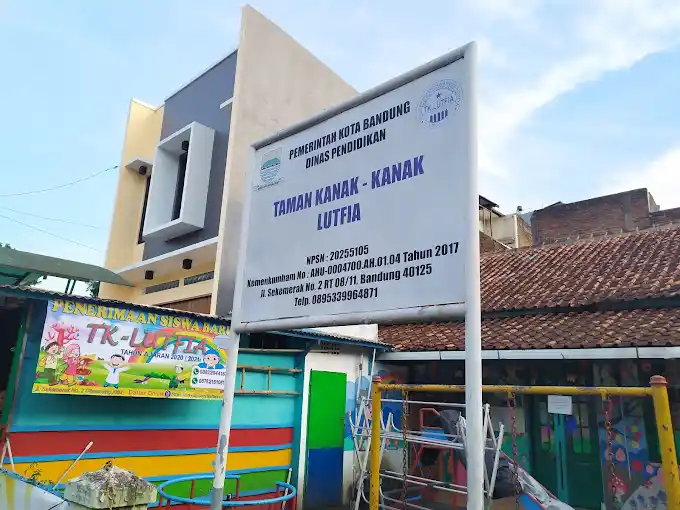 PEMERINTAH KOTA BANDUNG
DINAS PENDIDIKAN
TK-LUTFIA
TAMAN KANAK - KANAK
LUTFIA
NPSN : 20255105
Kemenkumham No : AHU-0004700.AH.01.04 Tahun 2017
Jl. Sekemerak No. 2 RT 08/11, Bandung 40125
Telp. 0895339964871
PENERIMAAN SISWA BARU
TK-LUTFIA
TAHUN AJARAN 2020 / 2021